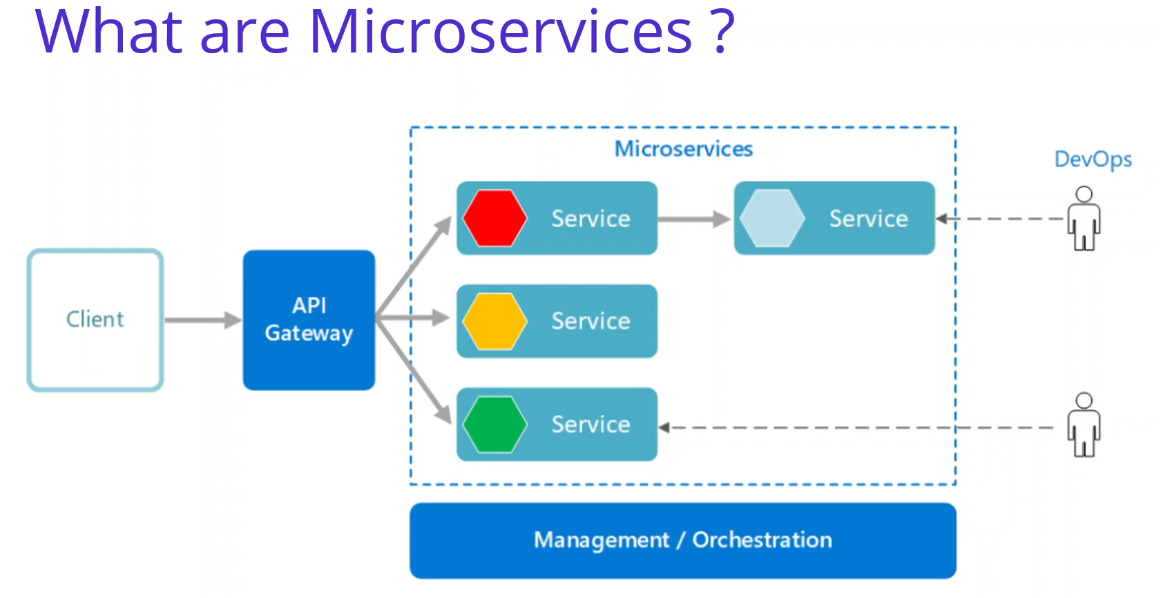 What are Microservices ?
Microservices
DevOps
Service
Service
Client
API
Gateway
Service
Service
Management / Orchestration